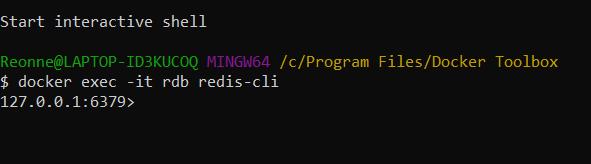 Start interactive shell
Reonne@LAPTOP-ID3KUCOQ MINGW64 /c/Program Files/Docker Toolbox
$ docker exec -it rdb redis-cli
127.0.0.1:6379>